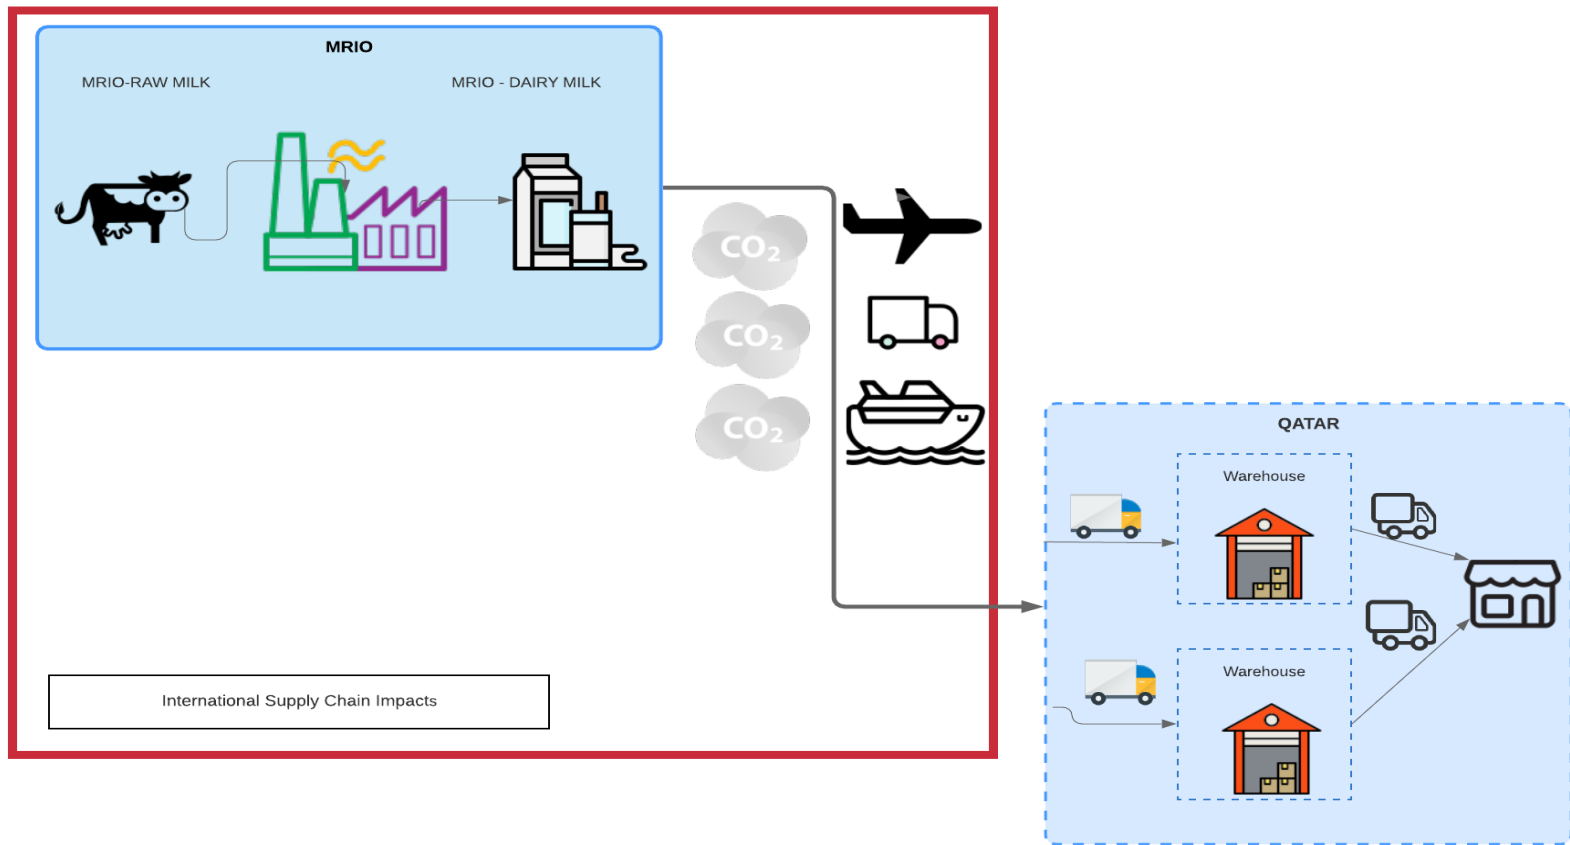 MRIO
MRIO-RAW MILK
MRIO - DAIRY MILK
CO2
CO2
CO2
QATAR
Warehouse
Warehouse
International Supply Chain Impacts